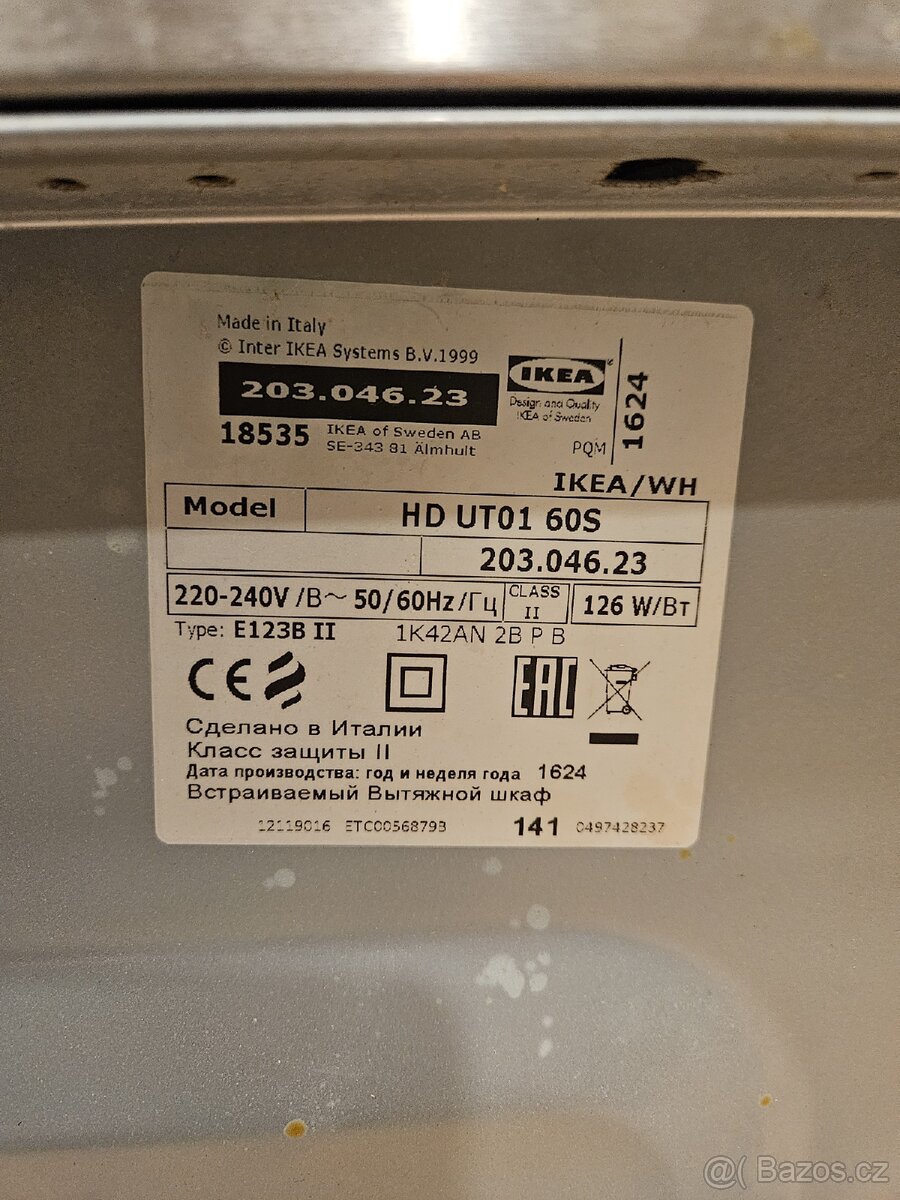 Made in Italy
© Inter IKEA Systems B.V.1999
203.046.23
18535
IKEA of Sweden AB
SE-343 81 Älmhult
IKEA
Design and Quality
IKEA of Sweden
PQM
1624
IKEA/WH
Model HD UT01 60S
203.046.23
220-240V/В~ 50/60Hz/Гц CLASS II 126 W/Вт
Type: E123B II 1K42AN 2B P B
CE EAC
Сделано в Италии
Класс защиты II
Дата производства: год и неделя года 1624
Встраиваемый Вытяжной шкаф
12119016 ETC00568793 141 0497428237
@ Bazos.cz